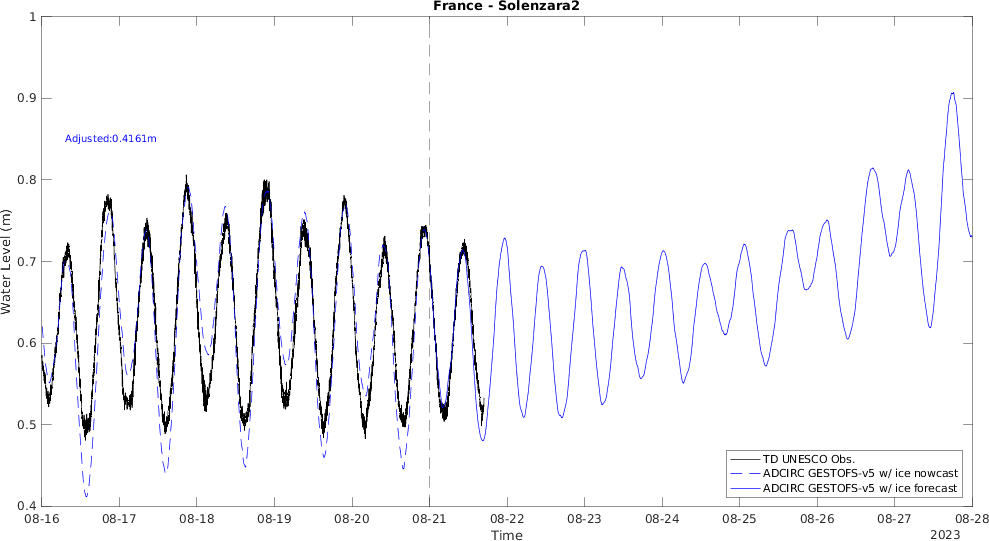 France - Solenzara2
1
0.9
0.8
0.7
0.6
0.5
0.4
Water Level (m)
Adjusted:0.4161m
TD UNESCO Obs.
ADCIRC GESTOFS-v5 w/ ice nowcast
ADCIRC GESTOFS-v5 w/ ice forecast
08-16 08-17 08-18 08-19 08-20 08-21 08-22 08-23 08-24 08-25 08-26 08-27 08-28
Time
2023